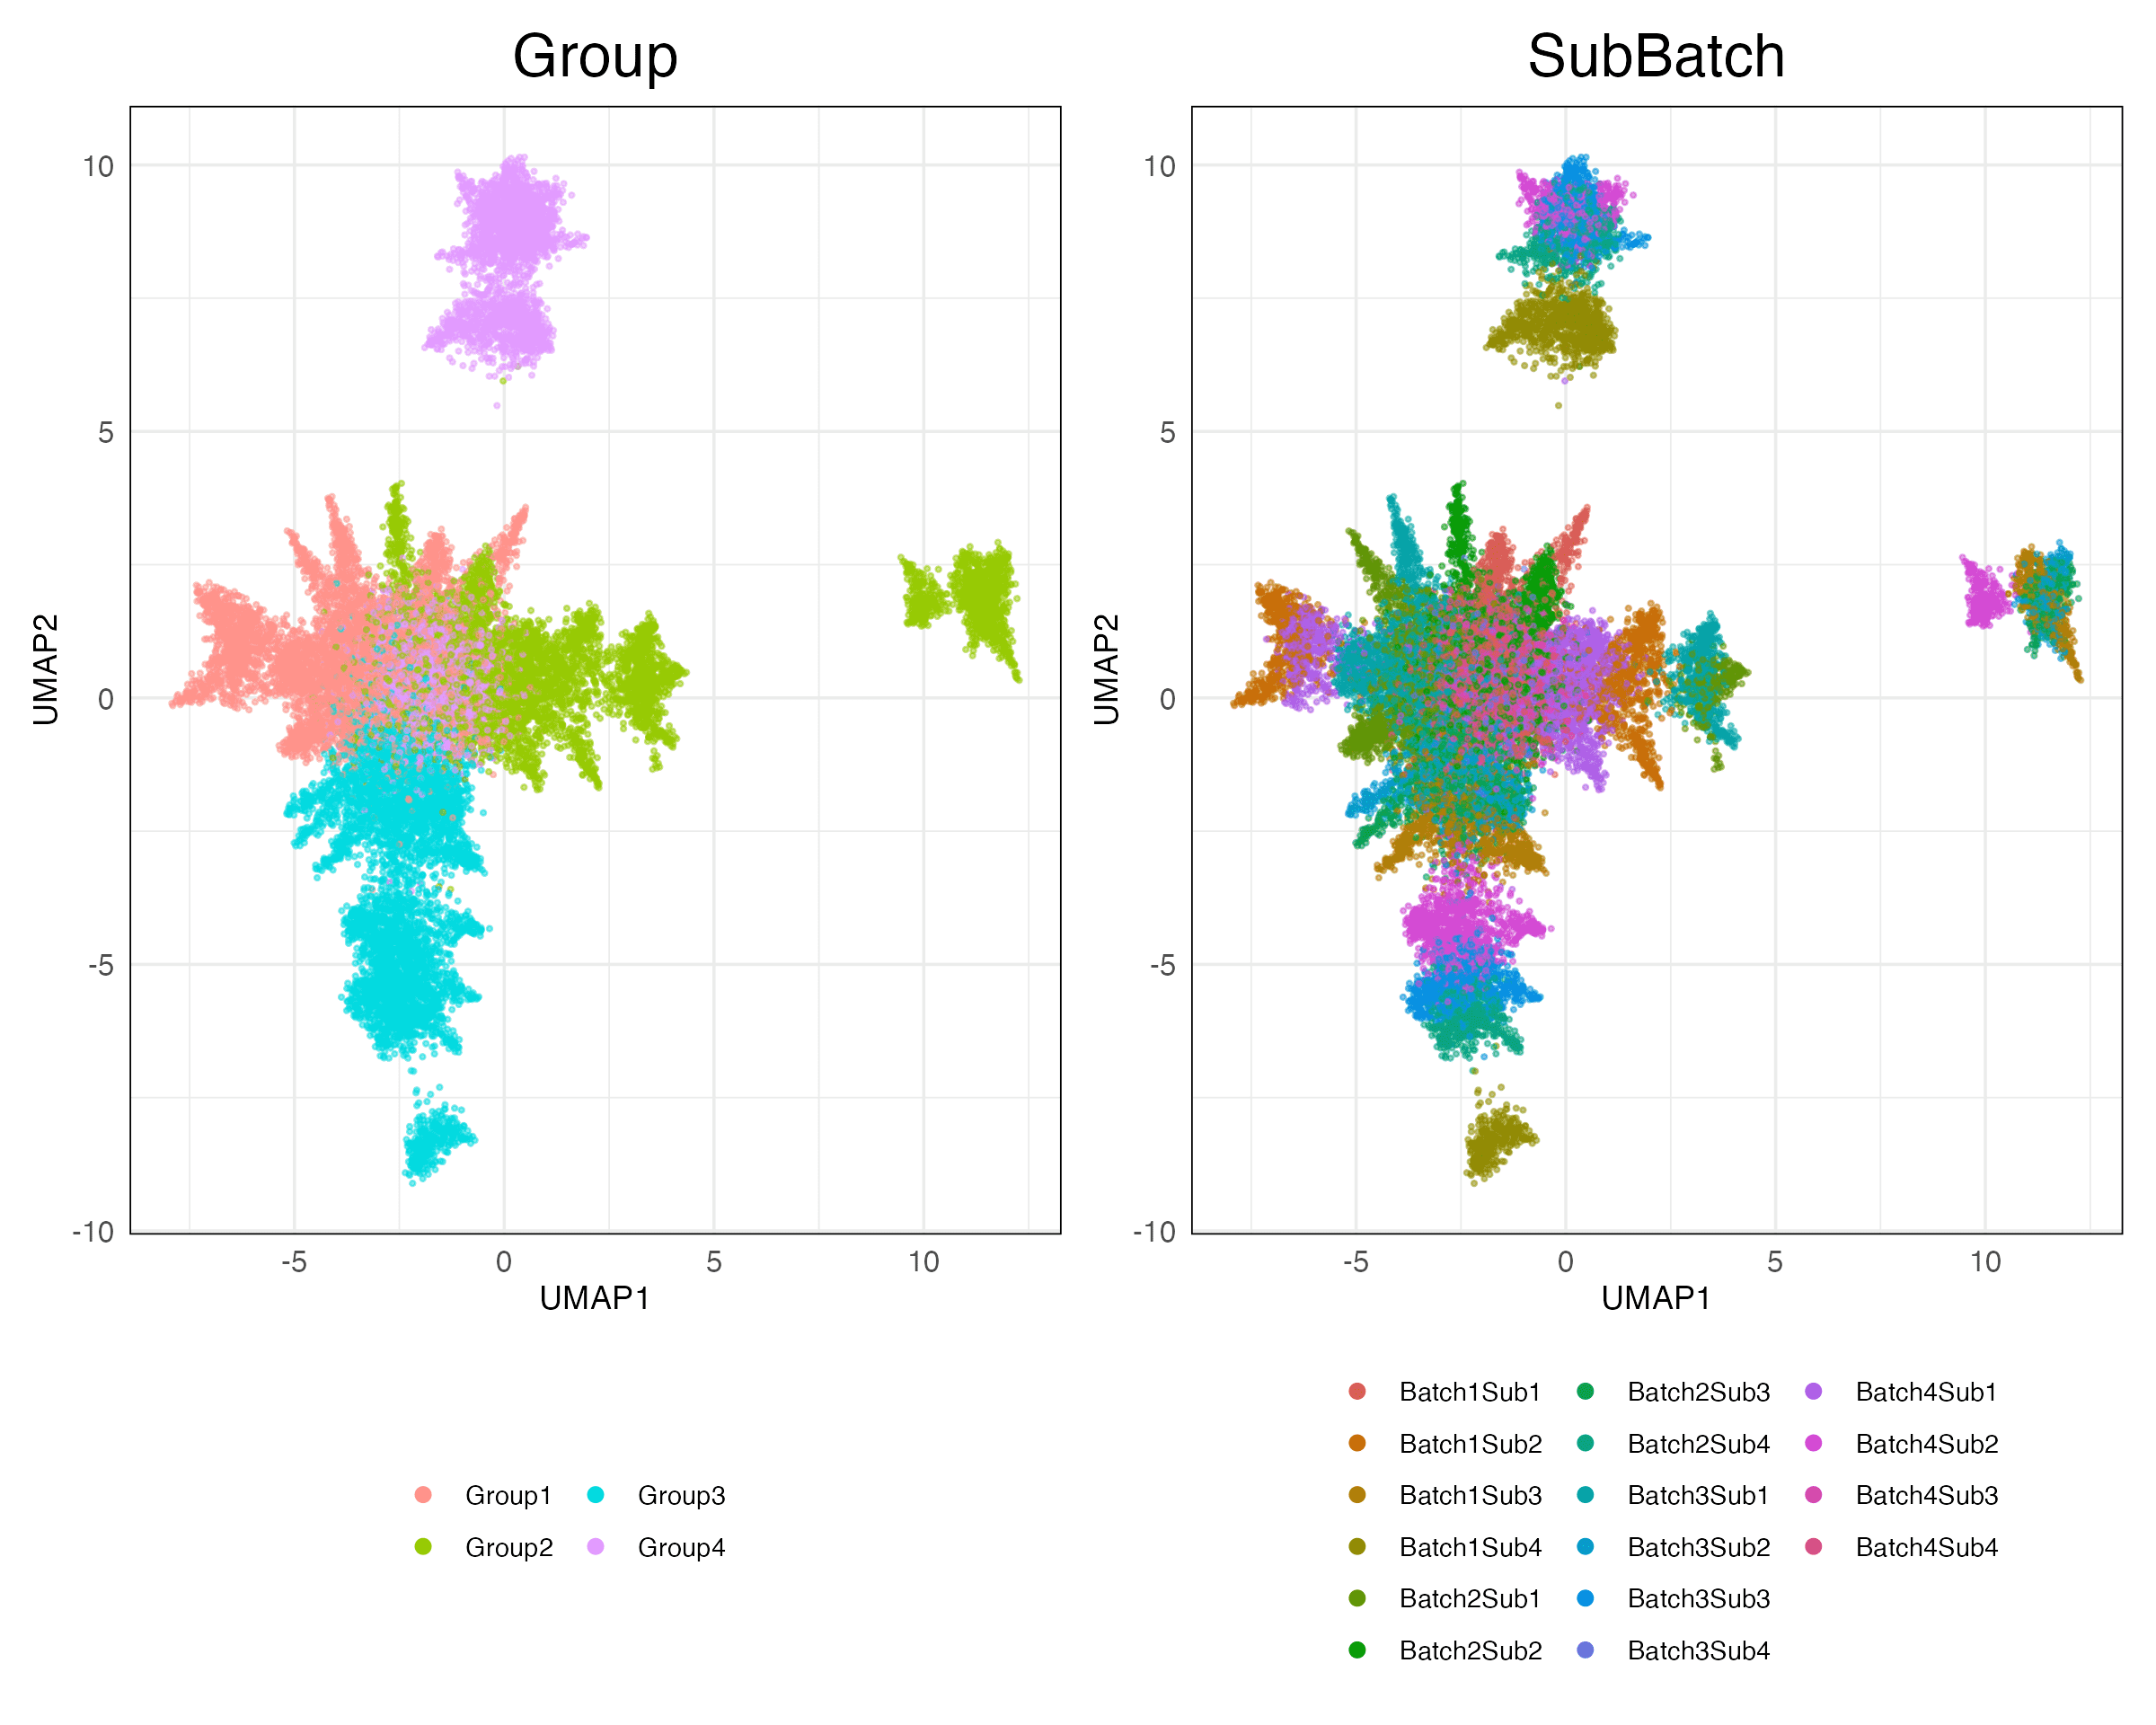 Group
SubBatch
10
5
0
-5
-10
UMAP2
-5
0
5
10
UMAP1
10
5
0
-5
-10
UMAP2
-5
0
5
10
UMAP1
Group1
Group2
Group3
Group4
Batch1Sub1
Batch1Sub2
Batch1Sub3
Batch1Sub4
Batch2Sub1
Batch2Sub2
Batch2Sub3
Batch2Sub4
Batch3Sub1
Batch3Sub2
Batch3Sub3
Batch3Sub4
Batch4Sub1
Batch4Sub2
Batch4Sub3
Batch4Sub4